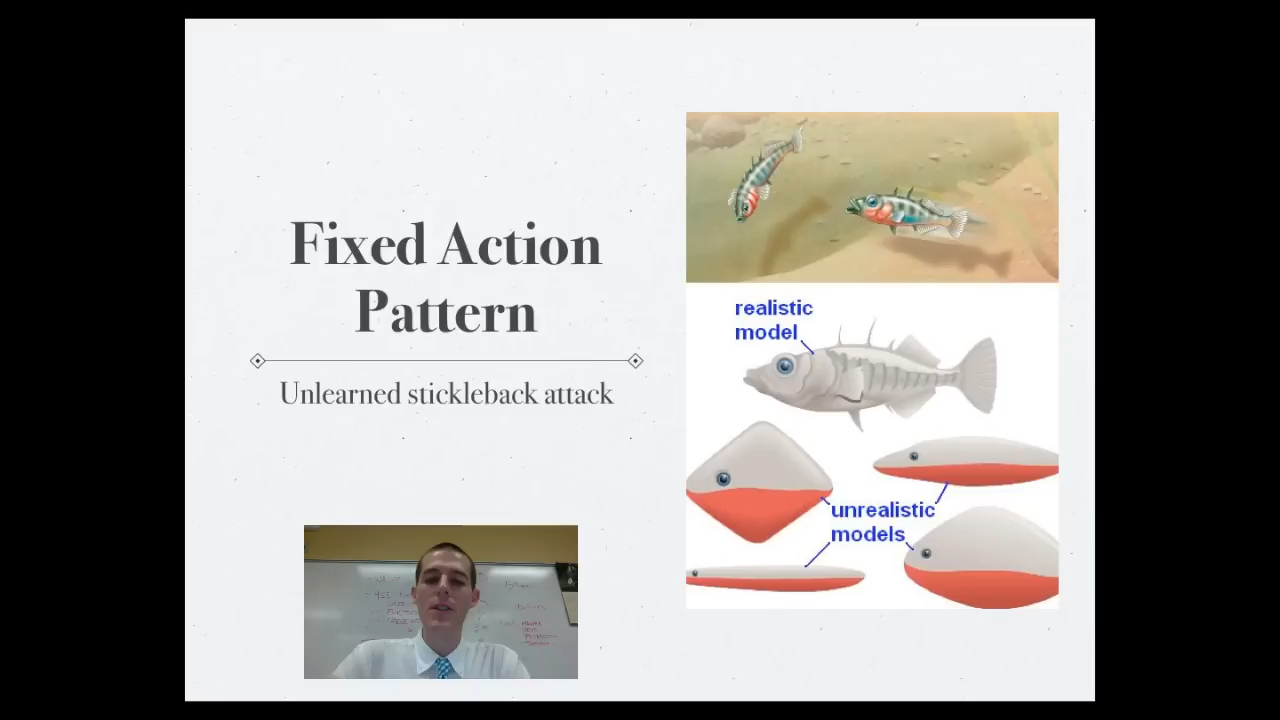 Fixed Action
Pattern
Unlearned stickleback attack
realistic
model
unrealistic
models